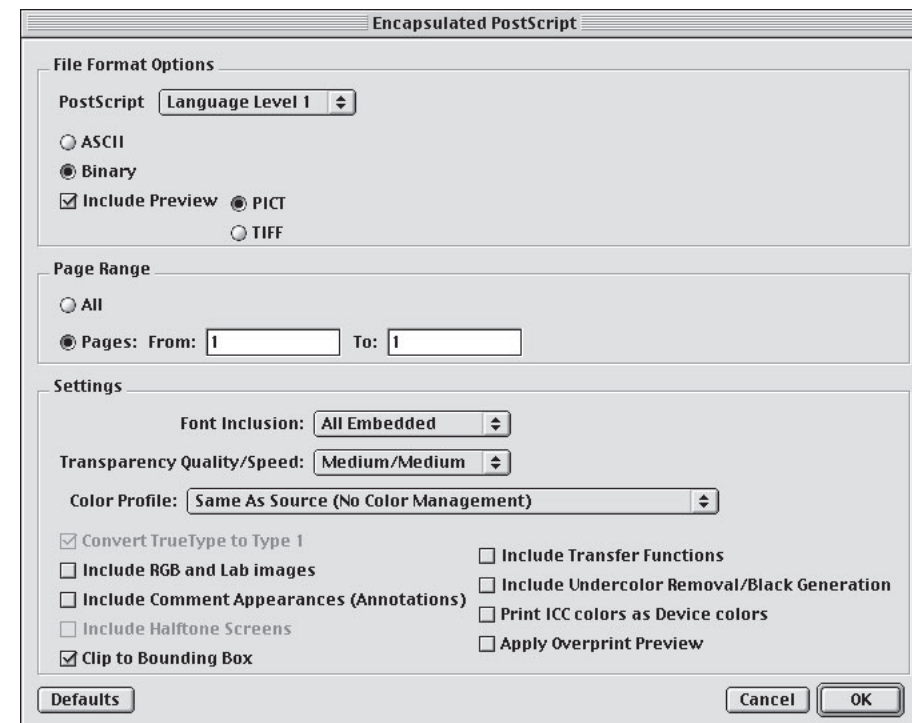 Encapsulated PostScript
File Format Options
PostScript Language Level 1
ASCII
Binary
Include Preview PICT
TIFF
Page Range
All
Pages: From: 1 To: 1
Settings
Font Inclusion: All Embedded
Transparency Quality/Speed: Medium/Medium
Color Profile: Same As Source (No Color Management)
Convert TrueType to Type 1
Include RGB and Lab images
Include Comment Appearances (Annotations)
Include Halftone Screens
Clip to Bounding Box
Include Transfer Functions
Include Undercolor Removal/Black Generation
Print ICC colors as Device colors
Apply Overprint Preview
Defaults Cancel OK